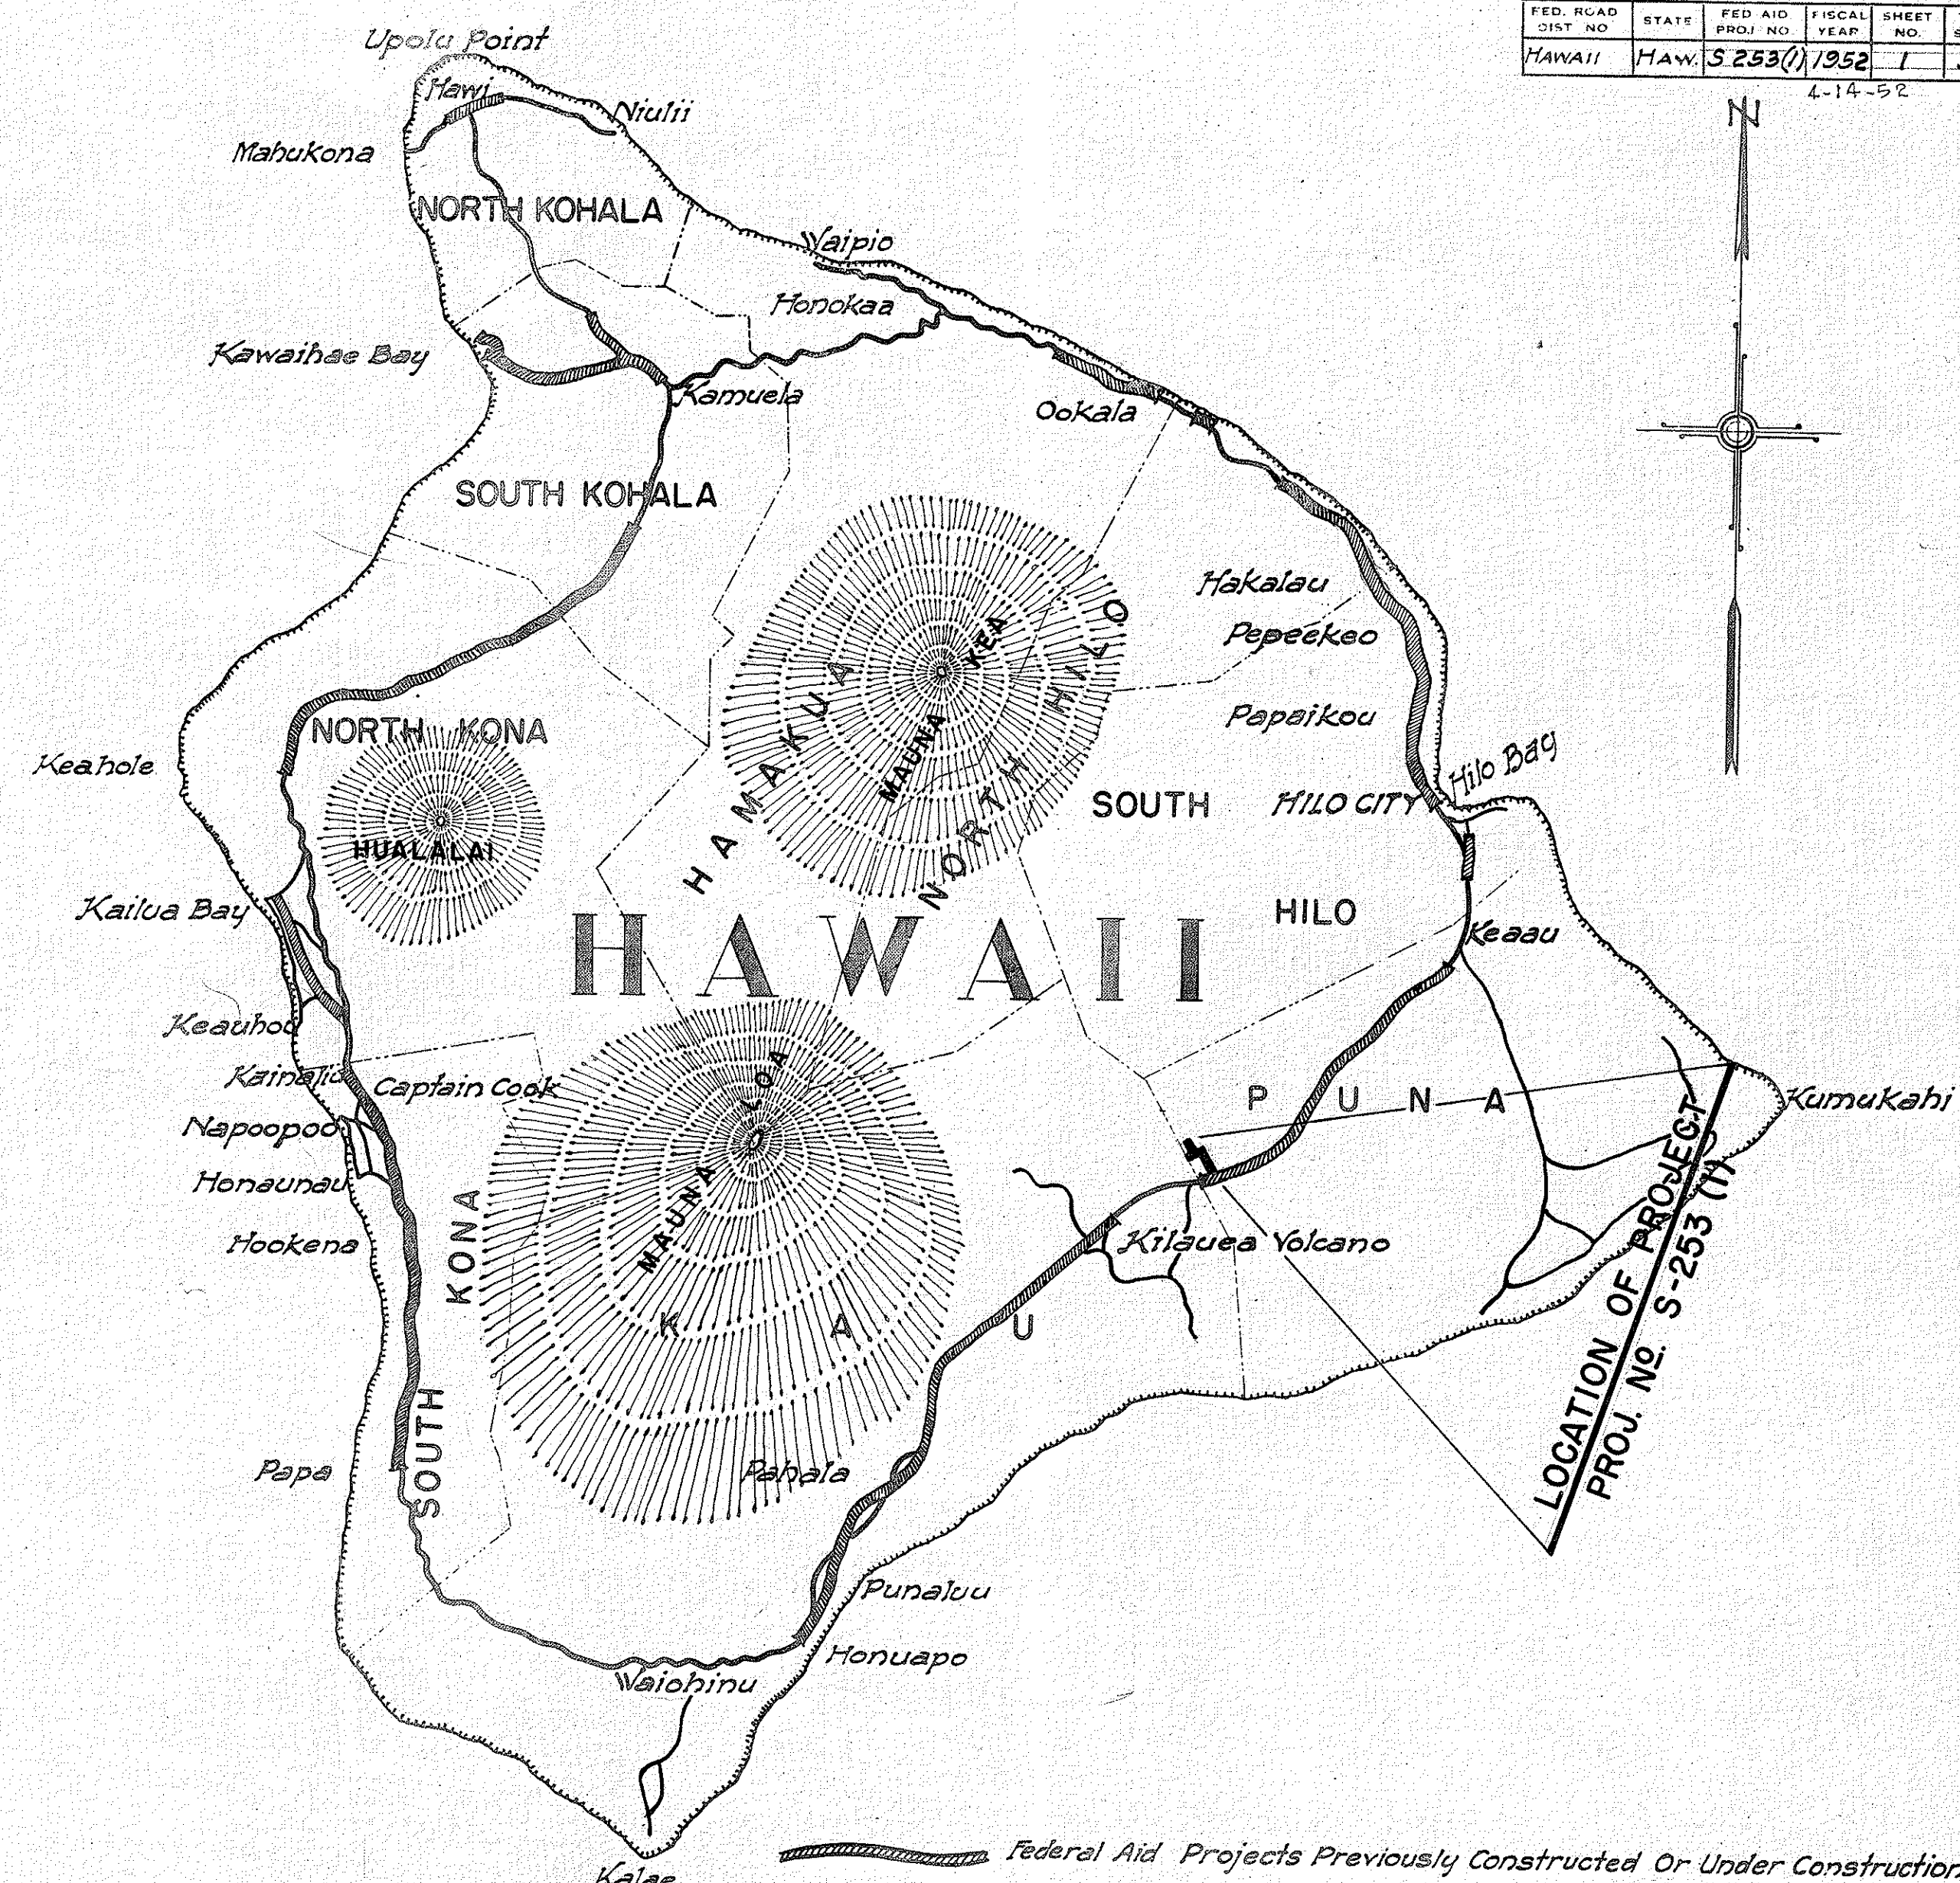 FED. ROAD DIST. NO
STATE
FED AID PROJ NO.
FISCAL YEAR
SHEET NO.
HAWAII
HAW.
S 253(1)
1952
1
4-14-52
N
Upolu Point
Hawi
Niulii
Mahukona
NORTH KOHALA
Waipio
Honokaa
Kawaihae Bay
Kamuela
Ookala
SOUTH KOHALA
Hakalau
Pepeekeo
MAUNA KEA
HAMAKUA
NORTH HILO
Papaikou
NORTH KONA
Keahole
Hilo Bay
HILO CITY
SOUTH
HILO
HUALALAI
Kailua Bay
HAWAII
Keaau
Keauhou
Kainaliu
Captain Cook
PUNA
Kumukahi
Napoopoo
MAUNA LOA
Honaunau
Hookena
Kilauea Volcano
SOUTH KONA
KAU
LOCATION OF PROJECT
PROJ. No. S-253 (1)
Papa
Pahala
Punaluu
Honuapo
Waiohinu
Kalae
Federal Aid Projects Previously Constructed Or Under Construction